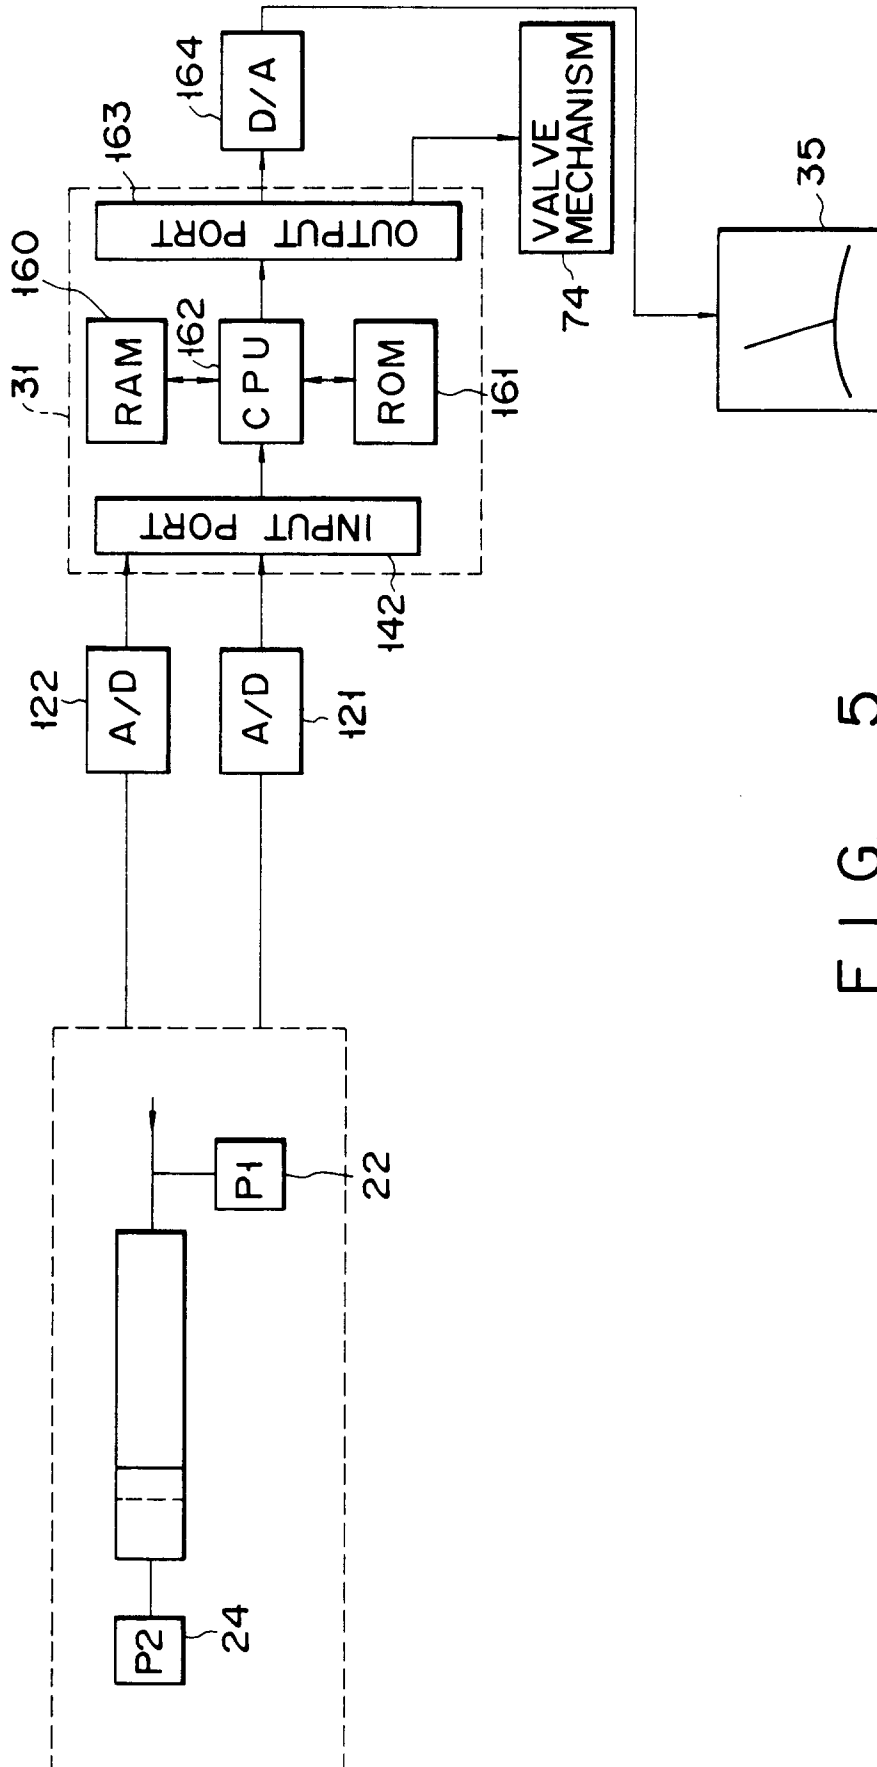 P2
24
P1
22
122
A/D
A/D
121
31
INPUT PORT
142
160
RAM
162
CPU
ROM
161
163
OUTPUT PORT
164
D/A
VALVE
MECHANISM
74
35
FIG. 5